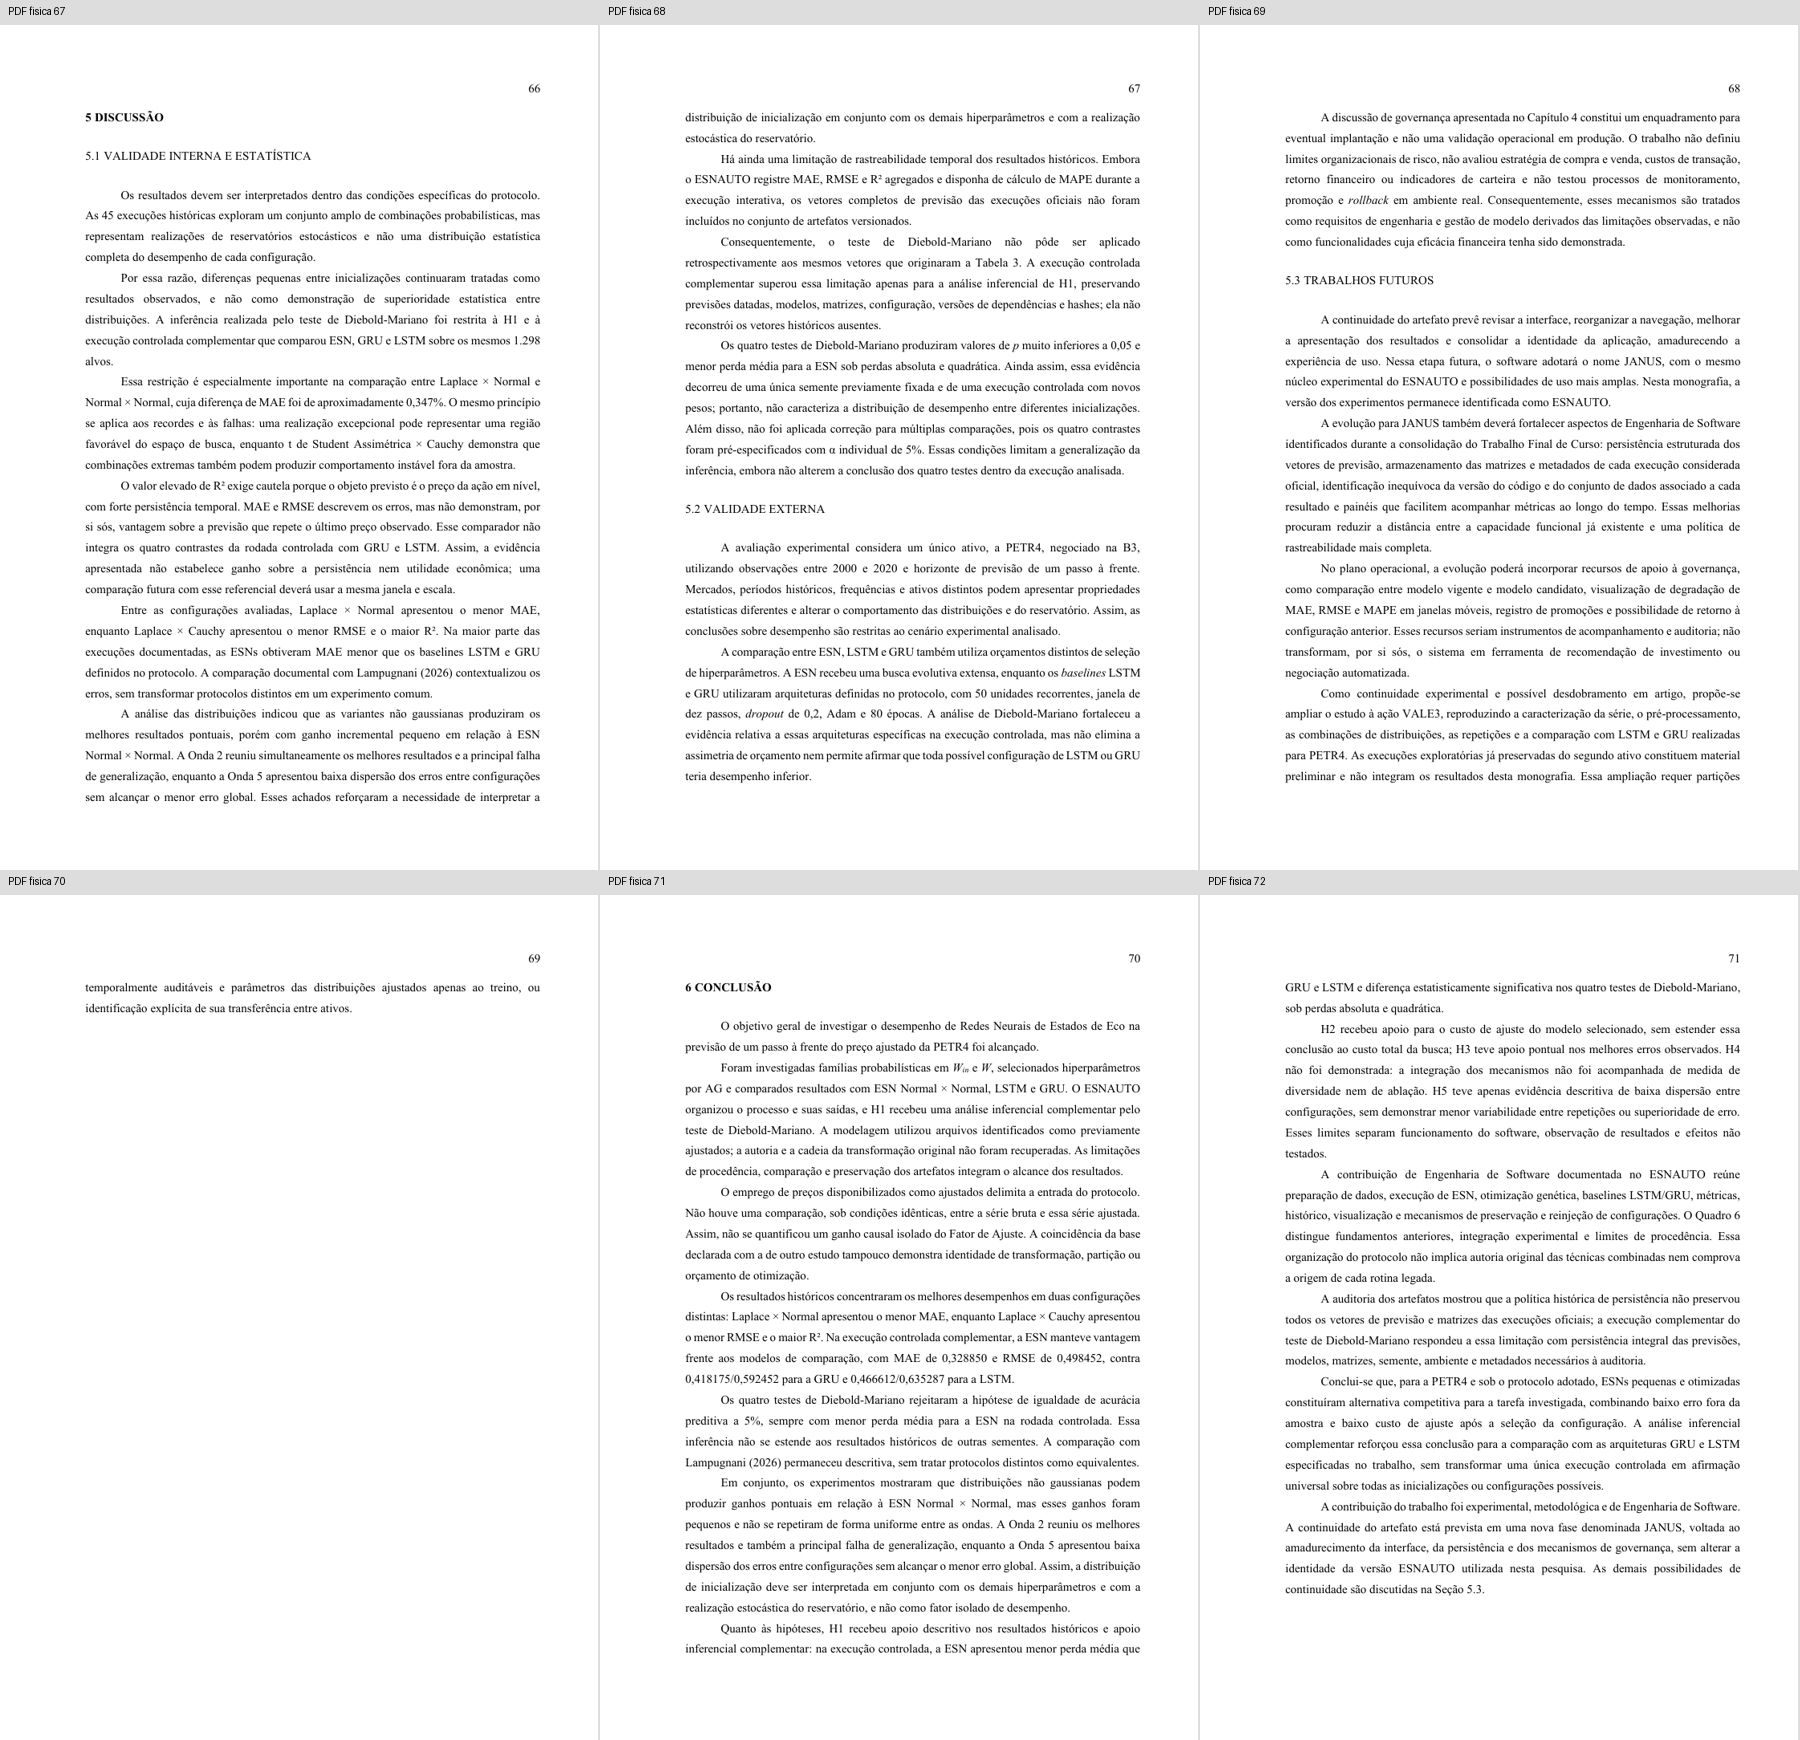 PDF fisica 67
66
5 DISCUSSÃO
5.1 VALIDADE INTERNA E ESTATÍSTICA
Os resultados devem ser interpretados dentro das condições específicas do protocolo.
As 45 execuções históricas exploram um conjunto amplo de combinações probabilísticas, mas
representam realizações de reservatórios estocásticos e não uma distribuição estatística
completa do desempenho de cada configuração.
Por essa razão, diferenças pequenas entre inicializações continuaram tratadas como
resultados observados, e não como demonstração de superioridade estatística entre
distribuições. A inferência realizada pelo teste de Diebold-Mariano foi restrita à H1 e à
execução controlada complementar que comparou ESN, GRU e LSTM sobre os mesmos 1.298
alvos.
Essa restrição é especialmente importante na comparação entre Laplace × Normal e
Normal × Normal, cuja diferença de MAE foi de aproximadamente 0,347%. O mesmo princípio
se aplica aos recordes e às falhas: uma realização excepcional pode representar uma região
favorável do espaço de busca, enquanto t de Student Assimétrica × Cauchy demonstra que
combinações extremas também podem produzir comportamento instável fora da amostra.
O valor elevado de R² exige cautela porque o objeto previsto é o preço da ação em nível,
com forte persistência temporal. MAE e RMSE descrevem os erros, mas não demonstram, por
si sós, vantagem sobre a previsão que repete o último preço observado. Esse comparador não
integra os quatro contrastes da rodada controlada com GRU e LSTM. Assim, a evidência
apresentada não estabelece ganho sobre a persistência nem utilidade econômica; uma
comparação futura com esse referencial deverá usar a mesma janela e escala.
Entre as configurações avaliadas, Laplace × Normal apresentou o menor MAE,
enquanto Laplace × Cauchy apresentou o menor RMSE e o maior R². Na maior parte das
execuções documentadas, as ESNs obtiveram MAE menor que os baselines LSTM e GRU
definidos no protocolo. A comparação documental com Lampugnani (2026) contextualizou os
erros, sem transformar protocolos distintos em um experimento comum.
A análise das distribuições indicou que as variantes não gaussianas produziram os
melhores resultados pontuais, porém com ganho incremental pequeno em relação à ESN
Normal × Normal. A Onda 2 reuniu simultaneamente os melhores resultados e a principal falha
de generalização, enquanto a Onda 5 apresentou baixa dispersão dos erros entre configurações
sem alcançar o menor erro global. Esses achados reforçaram a necessidade de interpretar a
PDF fisica 68
67
distribuição de inicialização em conjunto com os demais hiperparâmetros e com a realização
estocástica do reservatório.
Há ainda uma limitação de rastreabilidade temporal dos resultados históricos. Embora
o ESNAUTO registre MAE, RMSE e R² agregados e disponha de cálculo de MAPE durante a
execução interativa, os vetores completos de previsão das execuções oficiais não foram
incluídos no conjunto de artefatos versionados.
Consequentemente, o teste de Diebold-Mariano não pôde ser aplicado
retrospectivamente aos mesmos vetores que originaram a Tabela 3. A execução controlada
complementar superou essa limitação apenas para a análise inferencial de H1, preservando
previsões datadas, modelos, matrizes, configuração, versões de dependências e hashes; ela não
reconstrói os vetores históricos ausentes.
Os quatro testes de Diebold-Mariano produziram valores de p muito inferiores a 0,05 e
menor perda média para a ESN sob perdas absoluta e quadrática. Ainda assim, essa evidência
decorreu de uma única semente previamente fixada e de uma execução controlada com novos
pesos; portanto, não caracteriza a distribuição de desempenho entre diferentes inicializações.
Além disso, não foi aplicada correção para múltiplas comparações, pois os quatro contrastes
foram pré-especificados com α individual de 5%. Essas condições limitam a generalização da
inferência, embora não alterem a conclusão dos quatro testes dentro da execução analisada.
5.2 VALIDADE EXTERNA
A avaliação experimental considera um único ativo, a PETR4, negociado na B3,
utilizando observações entre 2000 e 2020 e horizonte de previsão de um passo à frente.
Mercados, períodos históricos, frequências e ativos distintos podem apresentar propriedades
estatísticas diferentes e alterar o comportamento das distribuições e do reservatório. Assim, as
conclusões sobre desempenho são restritas ao cenário experimental analisado.
A comparação entre ESN, LSTM e GRU também utiliza orçamentos distintos de seleção
de hiperparâmetros. A ESN recebeu uma busca evolutiva extensa, enquanto os baselines LSTM
e GRU utilizaram arquiteturas definidas no protocolo, com 50 unidades recorrentes, janela de
dez passos, dropout de 0,2, Adam e 80 épocas. A análise de Diebold-Mariano fortaleceu a
evidência relativa a essas arquiteturas específicas na execução controlada, mas não elimina a
assimetria de orçamento nem permite afirmar que toda possível configuração de LSTM ou GRU
teria desempenho inferior.
PDF fisica 69
68
A discussão de governança apresentada no Capítulo 4 constitui um enquadramento para
eventual implantação e não uma validação operacional em produção. O trabalho não definiu
limites organizacionais de risco, não avaliou estratégia de compra e venda, custos de transação,
retorno financeiro ou indicadores de carteira e não testou processos de monitoramento,
promoção e rollback em ambiente real. Consequentemente, esses mecanismos são tratados
como requisitos de engenharia e gestão de modelo derivados das limitações observadas, e não
como funcionalidades cuja eficácia financeira tenha sido demonstrada.
5.3 TRABALHOS FUTUROS
A continuidade do artefato prevê revisar a interface, reorganizar a navegação, melhorar
a apresentação dos resultados e consolidar a identidade da aplicação, amadurecendo a
experiência de uso. Nessa etapa futura, o software adotará o nome JANUS, com o mesmo
núcleo experimental do ESNAUTO e possibilidades de uso mais amplas. Nesta monografia, a
versão dos experimentos permanece identificada como ESNAUTO.
A evolução para JANUS também deverá fortalecer aspectos de Engenharia de Software
identificados durante a consolidação do Trabalho Final de Curso: persistência estruturada dos
vetores de previsão, armazenamento das matrizes e metadados de cada execução considerada
oficial, identificação inequívoca da versão do código e do conjunto de dados associado a cada
resultado e painéis que facilitem acompanhar métricas ao longo do tempo. Essas melhorias
procuram reduzir a distância entre a capacidade funcional já existente e uma política de
rastreabilidade mais completa.
No plano operacional, a evolução poderá incorporar recursos de apoio à governança,
como comparação entre modelo vigente e modelo candidato, visualização de degradação de
MAE, RMSE e MAPE em janelas móveis, registro de promoções e possibilidade de retorno à
configuração anterior. Esses recursos seriam instrumentos de acompanhamento e auditoria; não
transformam, por si sós, o sistema em ferramenta de recomendação de investimento ou
negociação automatizada.
Como continuidade experimental e possível desdobramento em artigo, propõe-se
ampliar o estudo à ação VALE3, reproduzindo a caracterização da série, o pré-processamento,
as combinações de distribuições, as repetições e a comparação com LSTM e GRU realizadas
para PETR4. As execuções exploratórias já preservadas do segundo ativo constituem material
preliminar e não integram os resultados desta monografia. Essa ampliação requer partições
PDF fisica 70
69
temporalmente auditáveis e parâmetros das distribuições ajustados apenas ao treino, ou
identificação explícita de sua transferência entre ativos.
PDF fisica 71
70
6 CONCLUSÃO
O objetivo geral de investigar o desempenho de Redes Neurais de Estados de Eco na
previsão de um passo à frente do preço ajustado da PETR4 foi alcançado.
Foram investigadas famílias probabilísticas em Win e W, selecionados hiperparâmetros
por AG e comparados resultados com ESN Normal × Normal, LSTM e GRU. O ESNAUTO
organizou o processo e suas saídas, e H1 recebeu uma análise inferencial complementar pelo
teste de Diebold-Mariano. A modelagem utilizou arquivos identificados como previamente
ajustados; a autoria e a cadeia da transformação original não foram recuperadas. As limitações
de procedência, comparação e preservação dos artefatos integram o alcance dos resultados.
O emprego de preços disponibilizados como ajustados delimita a entrada do protocolo.
Não houve uma comparação, sob condições idênticas, entre a série bruta e essa série ajustada.
Assim, não se quantificou um ganho causal isolado do Fator de Ajuste. A coincidência da base
declarada com a de outro estudo tampouco demonstra identidade de transformação, partição ou
orçamento de otimização.
Os resultados históricos concentraram os melhores desempenhos em duas configurações
distintas: Laplace × Normal apresentou o menor MAE, enquanto Laplace × Cauchy apresentou
o menor RMSE e o maior R². Na execução controlada complementar, a ESN manteve vantagem
frente aos modelos de comparação, com MAE de 0,328850 e RMSE de 0,498452, contra
0,418175/0,592452 para a GRU e 0,466612/0,635287 para a LSTM.
Os quatro testes de Diebold-Mariano rejeitaram a hipótese de igualdade de acurácia
preditiva a 5%, sempre com menor perda média para a ESN na rodada controlada. Essa
inferência não se estende aos resultados históricos de outras sementes. A comparação com
Lampugnani (2026) permaneceu descritiva, sem tratar protocolos distintos como equivalentes.
Em conjunto, os experimentos mostraram que distribuições não gaussianas podem
produzir ganhos pontuais em relação à ESN Normal × Normal, mas esses ganhos foram
pequenos e não se repetiram de forma uniforme entre as ondas. A Onda 2 reuniu os melhores
resultados e também a principal falha de generalização, enquanto a Onda 5 apresentou baixa
dispersão dos erros entre configurações sem alcançar o menor erro global. Assim, a distribuição
de inicialização deve ser interpretada em conjunto com os demais hiperparâmetros e com a
realização estocástica do reservatório, e não como fator isolado de desempenho.
Quanto às hipóteses, H1 recebeu apoio descritivo nos resultados históricos e apoio
inferencial complementar: na execução controlada, a ESN apresentou menor perda média que
PDF fisica 72
71
GRU e LSTM e diferença estatisticamente significativa nos quatro testes de Diebold-Mariano,
sob perdas absoluta e quadrática.
H2 recebeu apoio para o custo de ajuste do modelo selecionado, sem estender essa
conclusão ao custo total da busca; H3 teve apoio pontual nos melhores erros observados. H4
não foi demonstrada: a integração dos mecanismos não foi acompanhada de medida de
diversidade nem de ablação. H5 teve apenas evidência descritiva de baixa dispersão entre
configurações, sem demonstrar menor variabilidade entre repetições ou superioridade de erro.
Esses limites separam funcionamento do software, observação de resultados e efeitos não
testados.
A contribuição de Engenharia de Software documentada no ESNAUTO reúne
preparação de dados, execução de ESN, otimização genética, baselines LSTM/GRU, métricas,
histórico, visualização e mecanismos de preservação e reinjeção de configurações. O Quadro 6
distingue fundamentos anteriores, integração experimental e limites de procedência. Essa
organização do protocolo não implica autoria original das técnicas combinadas nem comprova
a origem de cada rotina legada.
A auditoria dos artefatos mostrou que a política histórica de persistência não preservou
todos os vetores de previsão e matrizes das execuções oficiais; a execução complementar do
teste de Diebold-Mariano respondeu a essa limitação com persistência integral das previsões,
modelos, matrizes, semente, ambiente e metadados necessários à auditoria.
Conclui-se que, para a PETR4 e sob o protocolo adotado, ESNs pequenas e otimizadas
constituíram alternativa competitiva para a tarefa investigada, combinando baixo erro fora da
amostra e baixo custo de ajuste após a seleção da configuração. A análise inferencial
complementar reforçou essa conclusão para a comparação com as arquiteturas GRU e LSTM
especificadas no trabalho, sem transformar uma única execução controlada em afirmação
universal sobre todas as inicializações ou configurações possíveis.
A contribuição do trabalho foi experimental, metodológica e de Engenharia de Software.
A continuidade do artefato está prevista em uma nova fase denominada JANUS, voltada ao
amadurecimento da interface, da persistência e dos mecanismos de governança, sem alterar a
identidade da versão ESNAUTO utilizada nesta pesquisa. As demais possibilidades de
continuidade são discutidas na Seção 5.3.